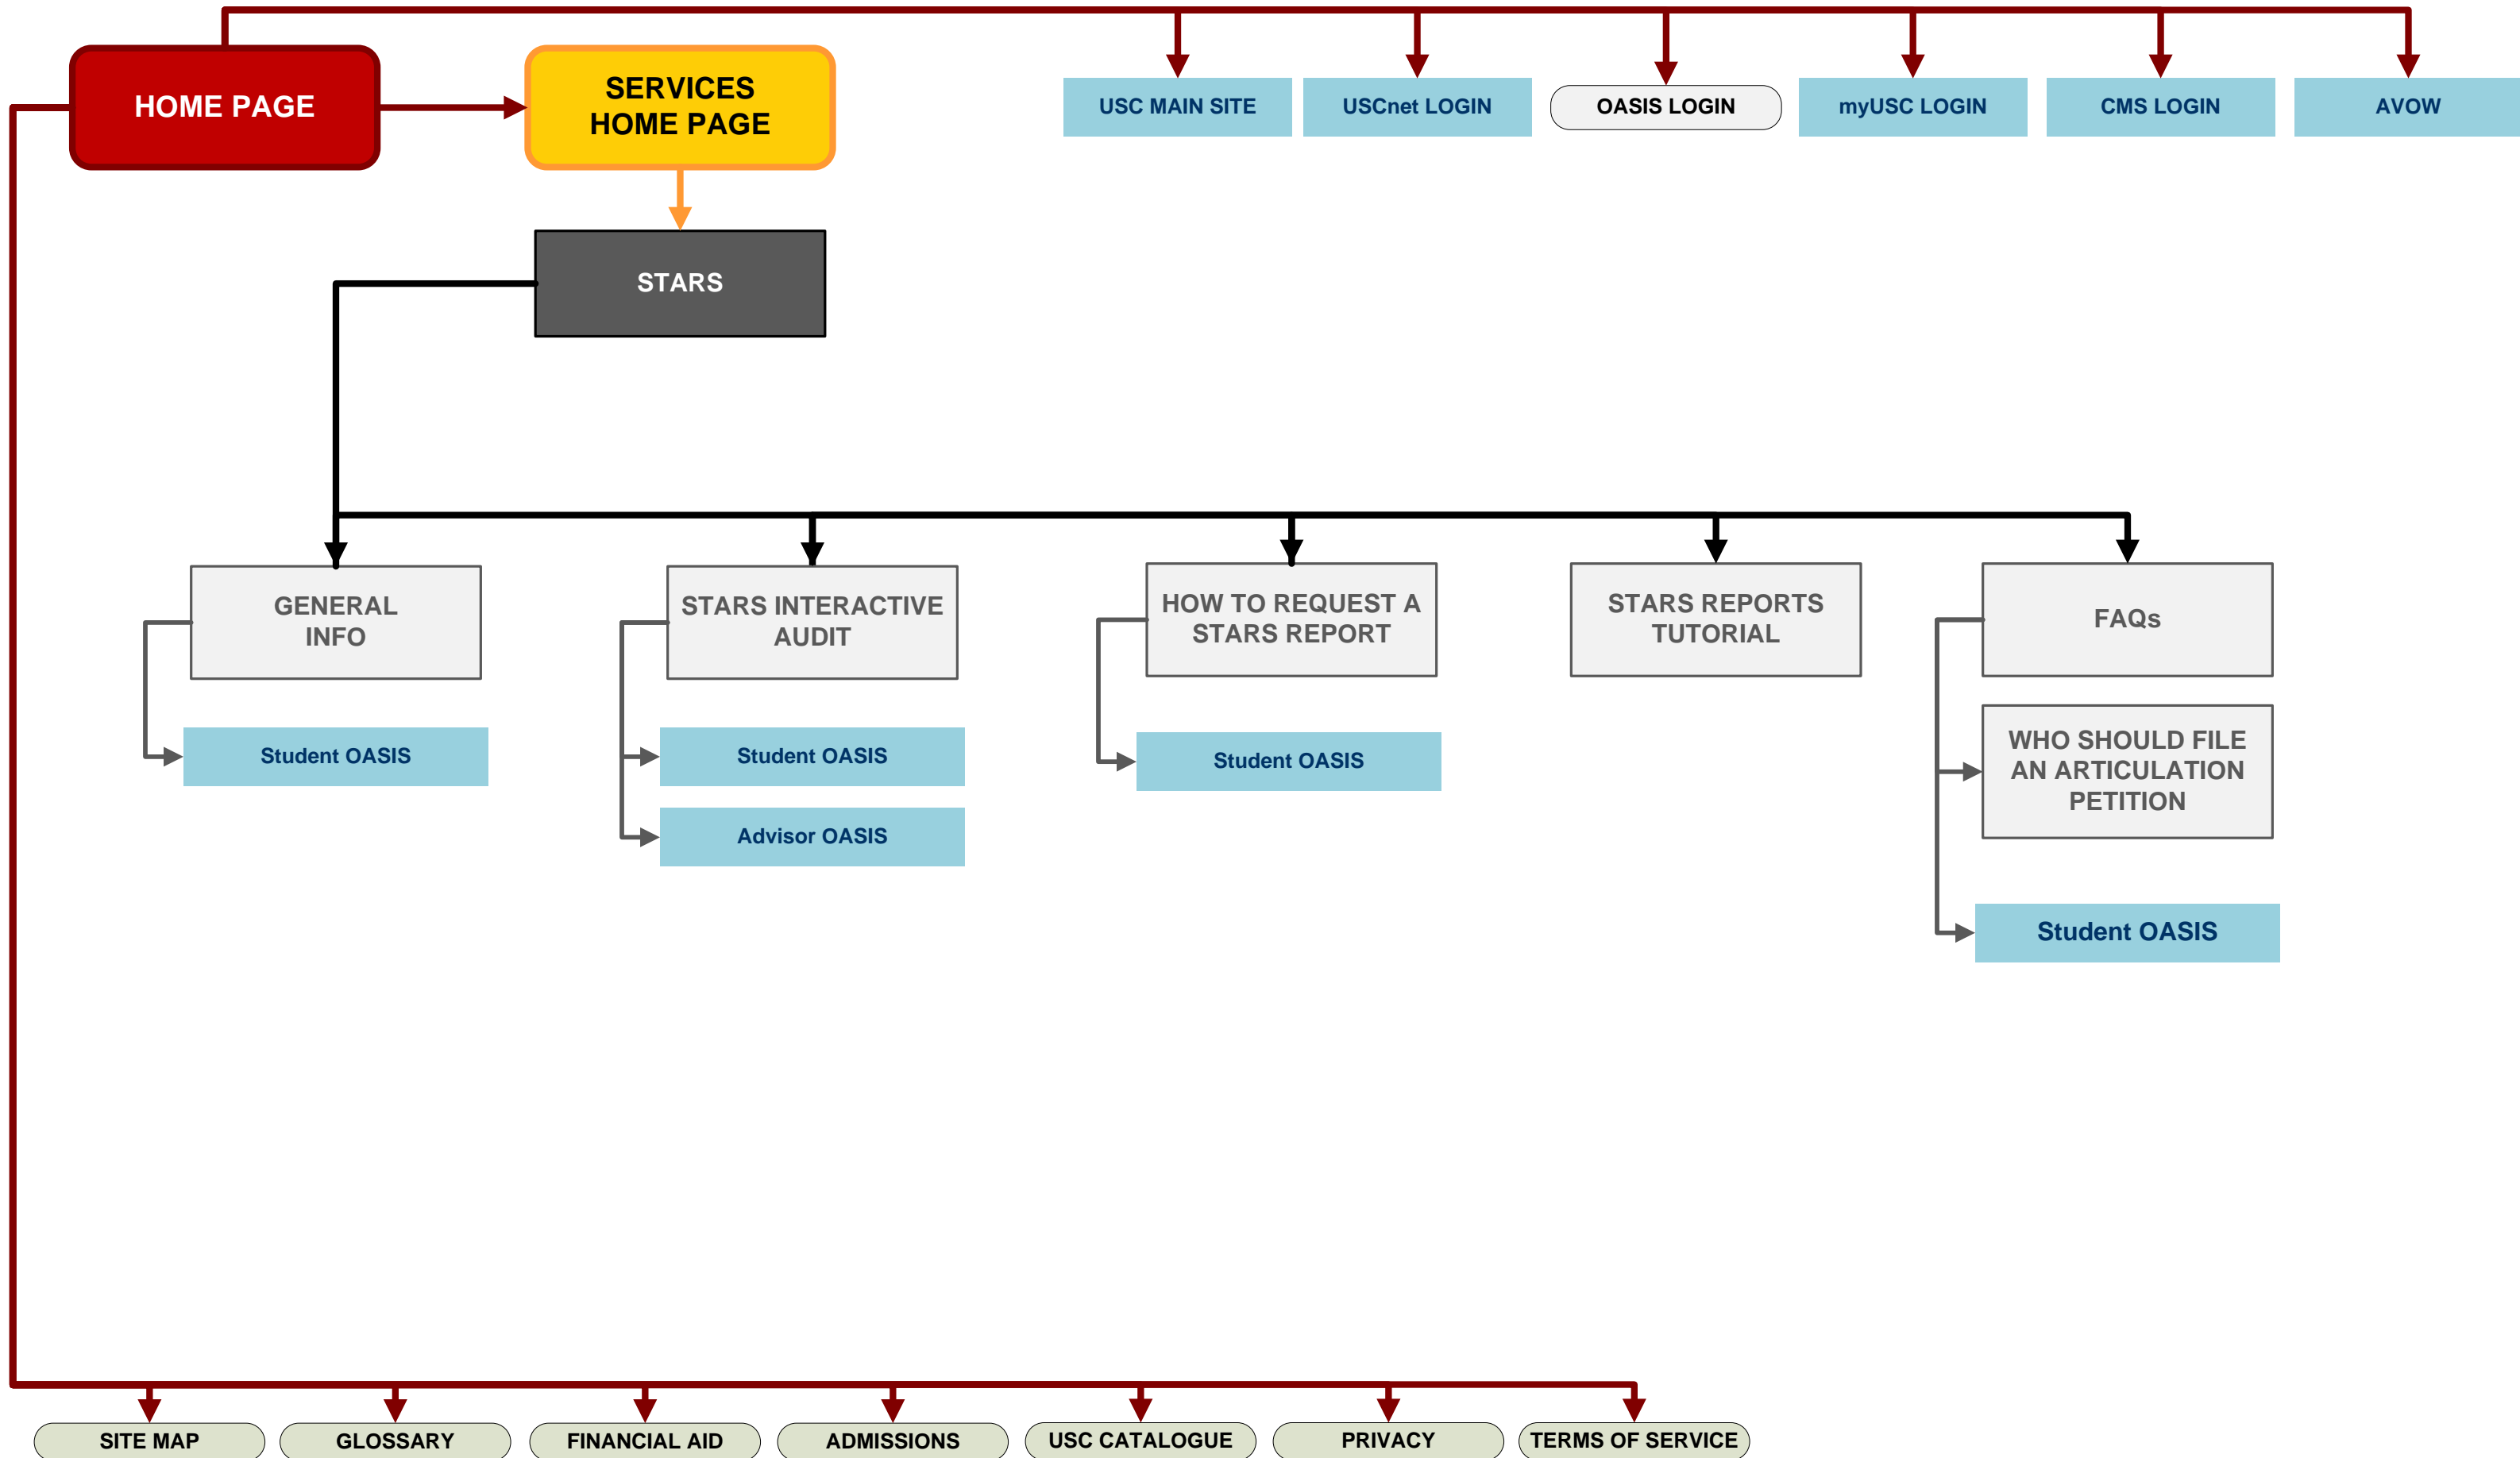 HOME PAGE
SERVICES
HOME PAGE
USC MAIN SITE
USCnet LOGIN
OASIS LOGIN
myUSC LOGIN
CMS LOGIN
AVOW
STARS
GENERAL
INFO
STARS INTERACTIVE
AUDIT
HOW TO REQUEST A
STARS REPORT
STARS REPORTS
TUTORIAL
FAQs
Student OASIS
Student OASIS
Advisor OASIS
Student OASIS
WHO SHOULD FILE
AN ARTICULATION
PETITION
Student OASIS
SITE MAP
GLOSSARY
FINANCIAL AID
ADMISSIONS
USC CATALOGUE
PRIVACY
TERMS OF SERVICE